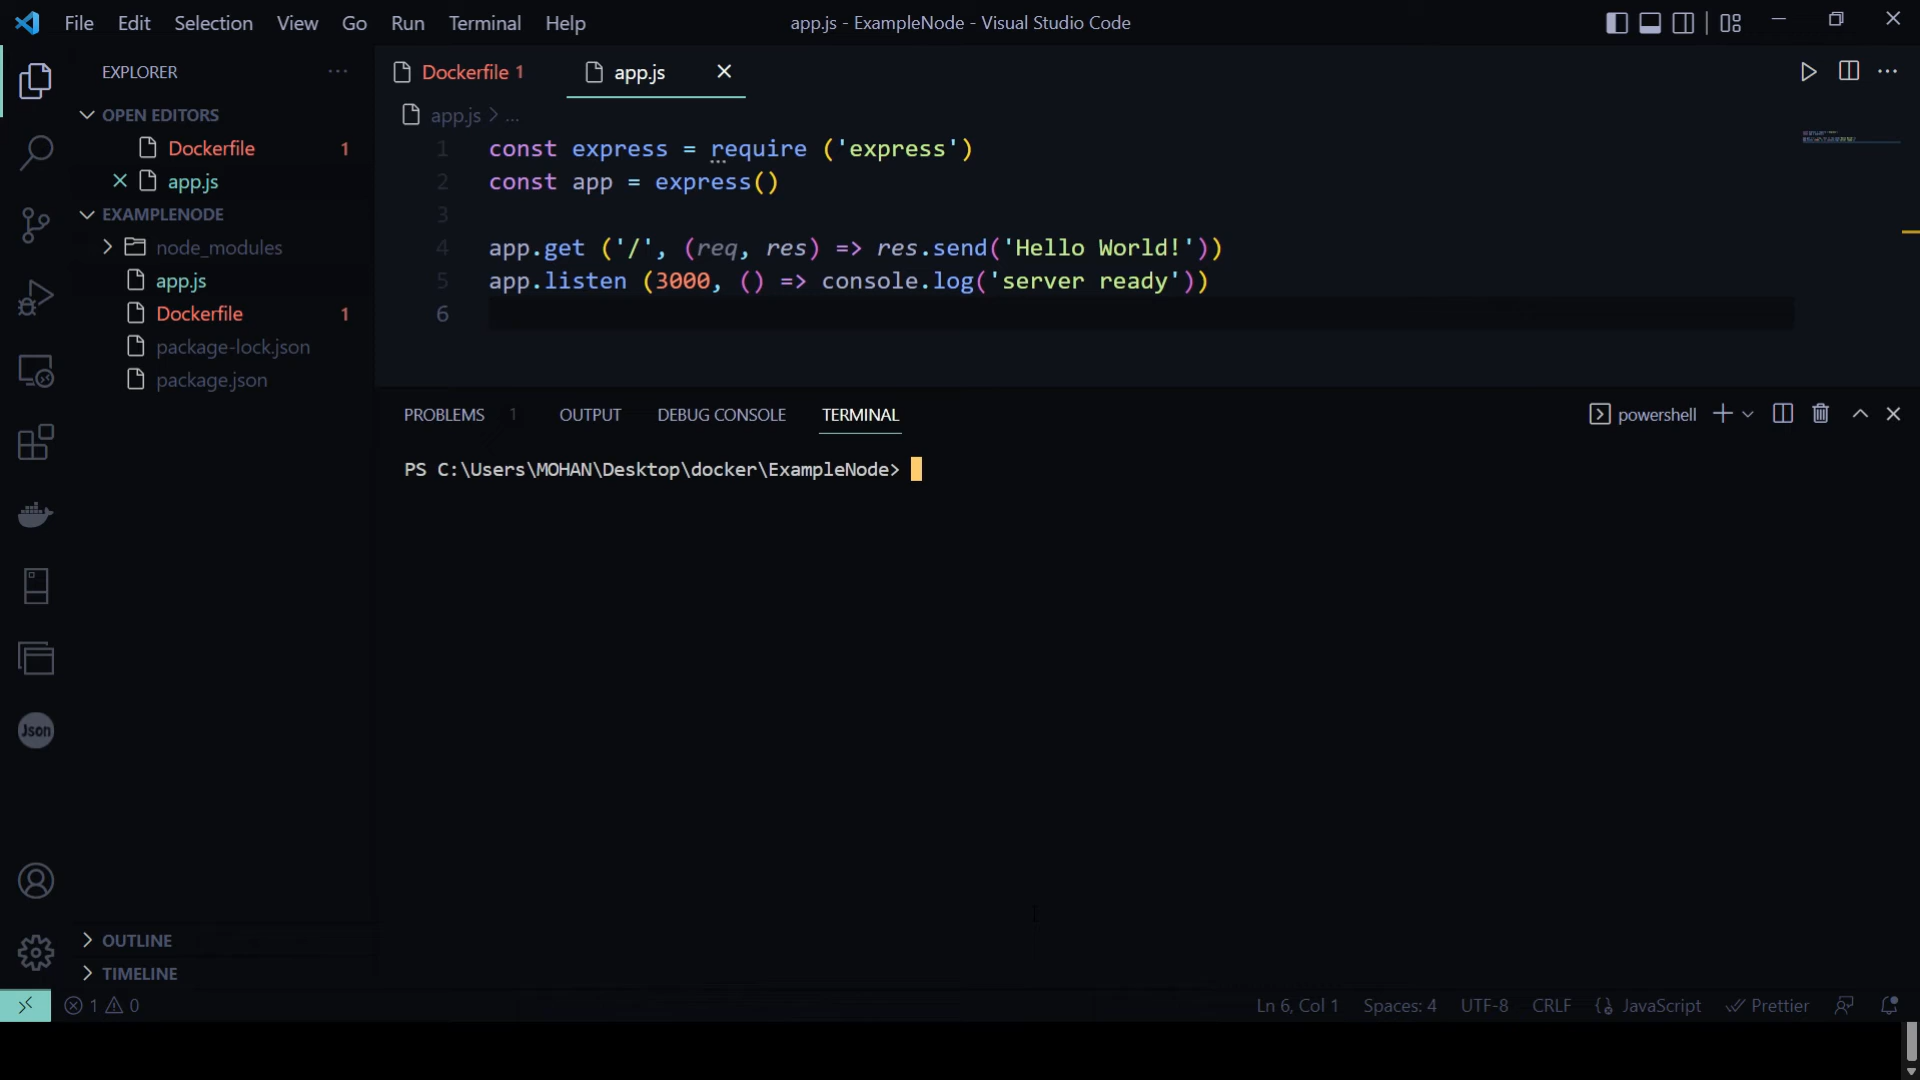 File Edit Selection View Go Run Terminal Help app.js - ExampleNode - Visual Studio Code
EXPLORER
OPEN EDITORS
Dockerfile 1
app.js
EXAMPLENODE
node_modules
app.js
Dockerfile 1
package-lock.json
package.json
OUTLINE
TIMELINE
Json
Dockerfile 1 app.js
app.js > ...
1 const express = require ('express')
2 const app = express()
3
4 app.get ('/', (req, res) => res.send('Hello World!'))
5 app.listen (3000, () => console.log('server ready'))
6
PROBLEMS 1 OUTPUT DEBUG CONSOLE TERMINAL powershell
PS C:\Users\MOHAN\Desktop\docker\ExampleNode>
1 0 Ln 6, Col 1 Spaces: 4 UTF-8 CRLF JavaScript Prettier